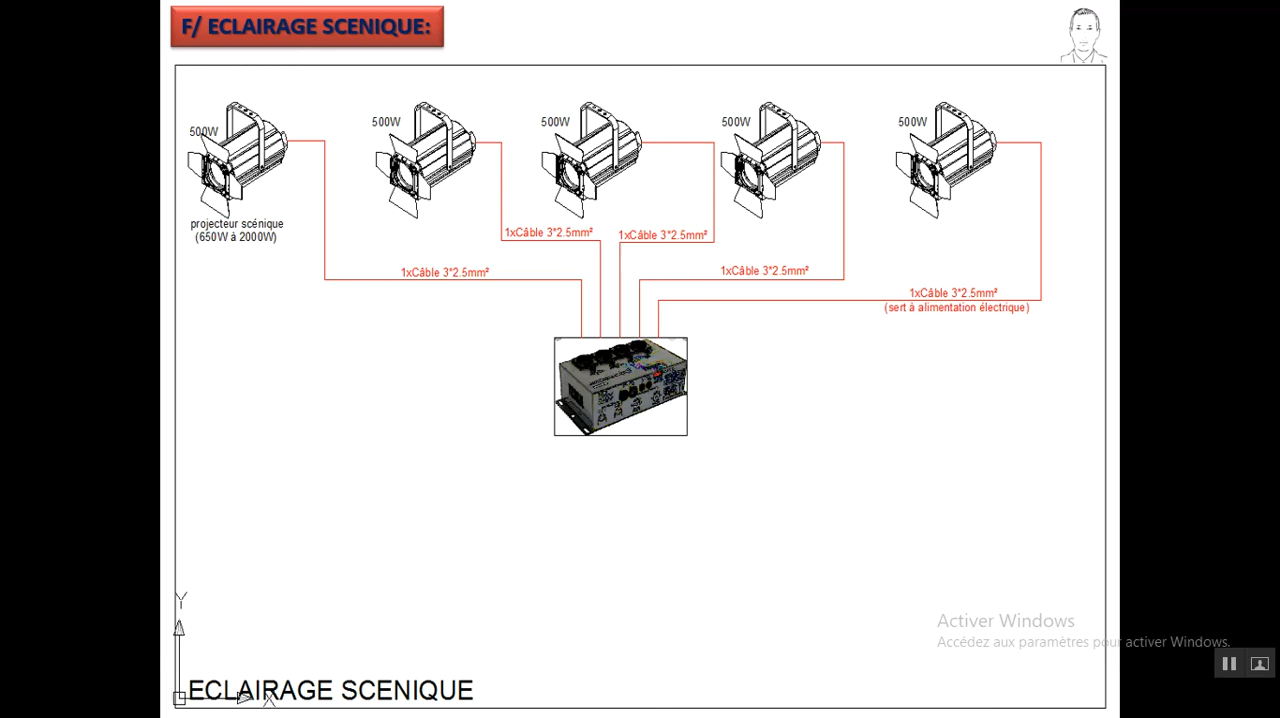 F/ ECLAIRAGE SCENIQUE:
500W
500W
500W
500W
500W
projecteur scénique
(650W à 2000W)
1xCâble 3*2.5mm²
1xCâble 3*2.5mm²
1xCâble 3*2.5mm²
1xCâble 3*2.5mm²
1xCâble 3*2.5mm²
(sert à alimentation électrique)
Y
X
ECLAIRAGE SCENIQUE
Activer Windows
Accédez aux paramètres pour activer Windows.